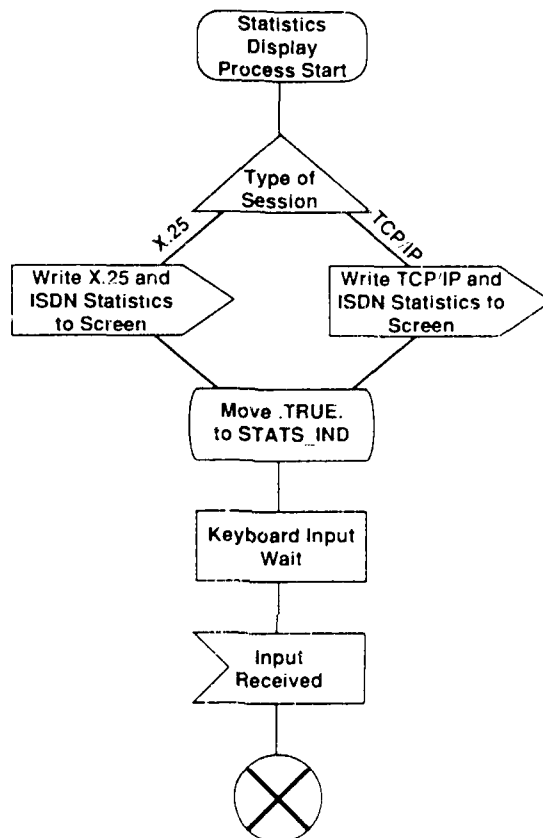 Statistics
Display
Process Start
Type of
Session
X.25
TCP/IP
Write X.25 and
ISDN Statistics
to Screen
Write TCP/IP and
ISDN Statistics to
Screen
Move .TRUE.
to STATS_IND
Keyboard Input
Wait
Input
Received